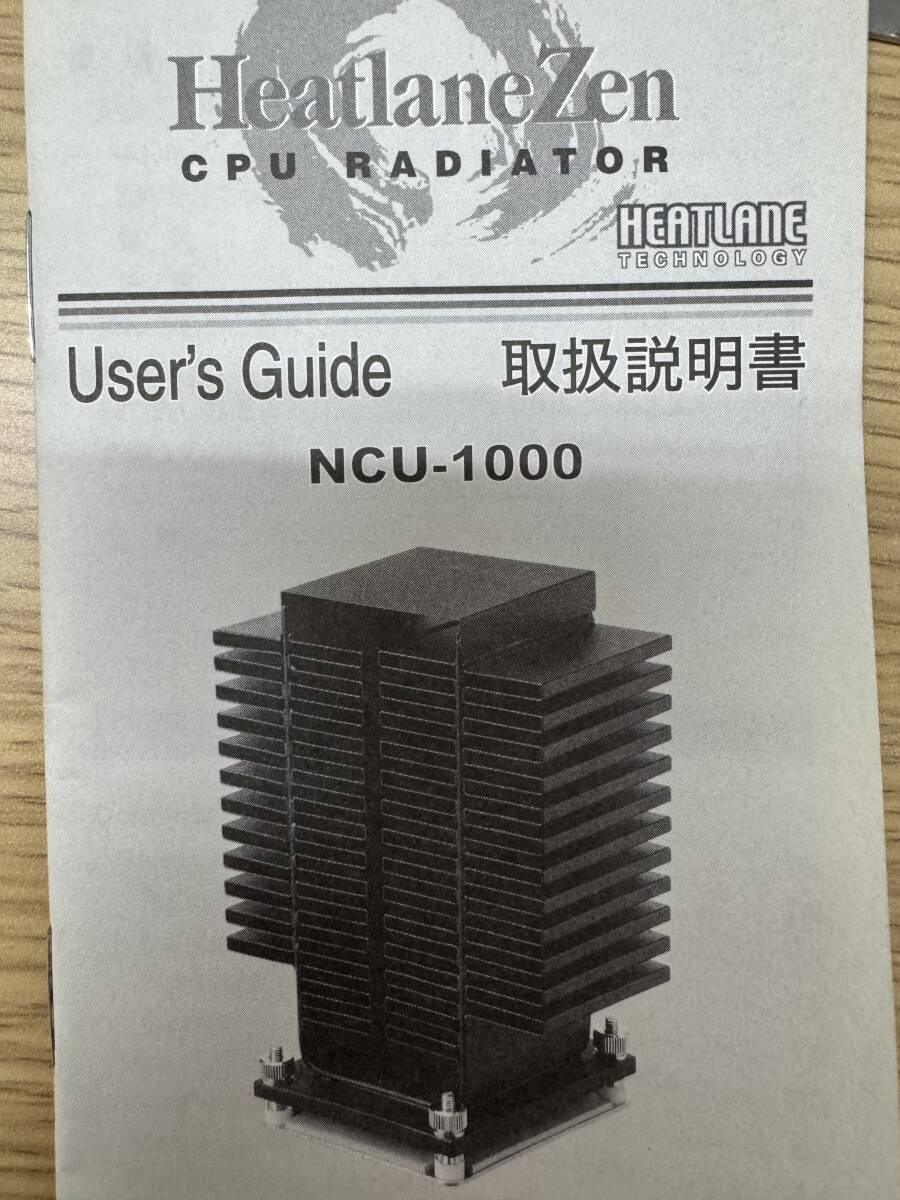 HeatlaneZen
CPU RADIATOR
HEATLANE
TECHNOLOGY
User's Guide 取扱説明書
NCU-1000